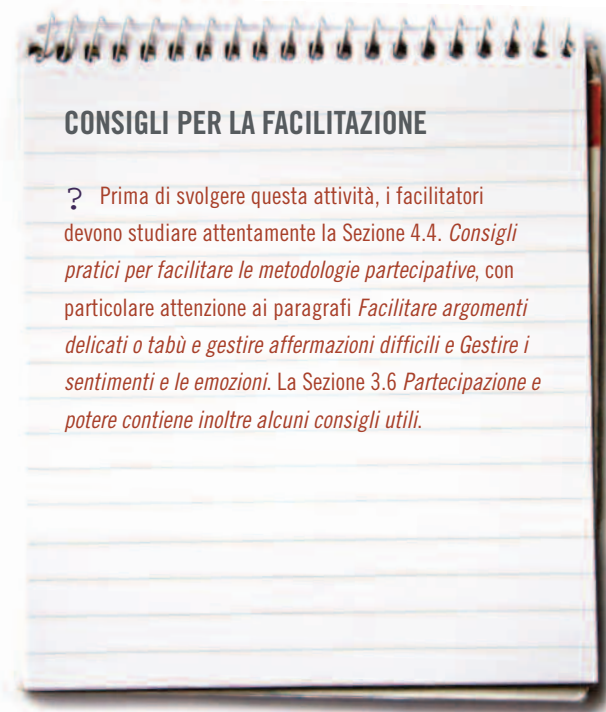 CONSIGLI PER LA FACILITAZIONE
? Prima di svolgere questa attività, i facilitatori
devono studiare attentamente la Sezione 4.4. Consigli
pratici per facilitare le metodologie partecipative, con
particolare attenzione ai paragrafi Facilitare argomenti
delicati o tabù e gestire affermazioni difficili e Gestire i
sentimenti e le emozioni. La Sezione 3.6 Partecipazione e
potere contiene inoltre alcuni consigli utili.